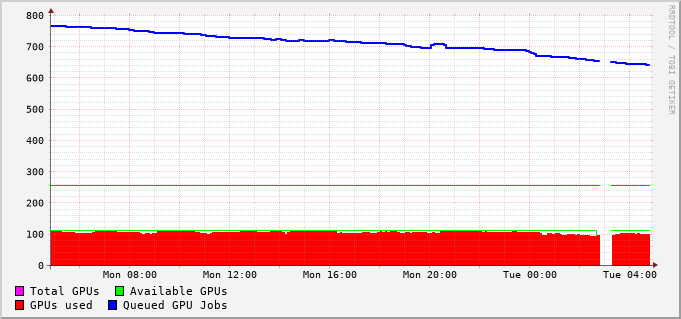 800
700
600
500
400
300
200
100
0
Mon 08:00 Mon 12:00 Mon 16:00 Mon 20:00 Tue 00:00 Tue 04:00
Total GPUs Available GPUs
GPUs used Queued GPU Jobs
RRDTOOL / TOBI OETIKER